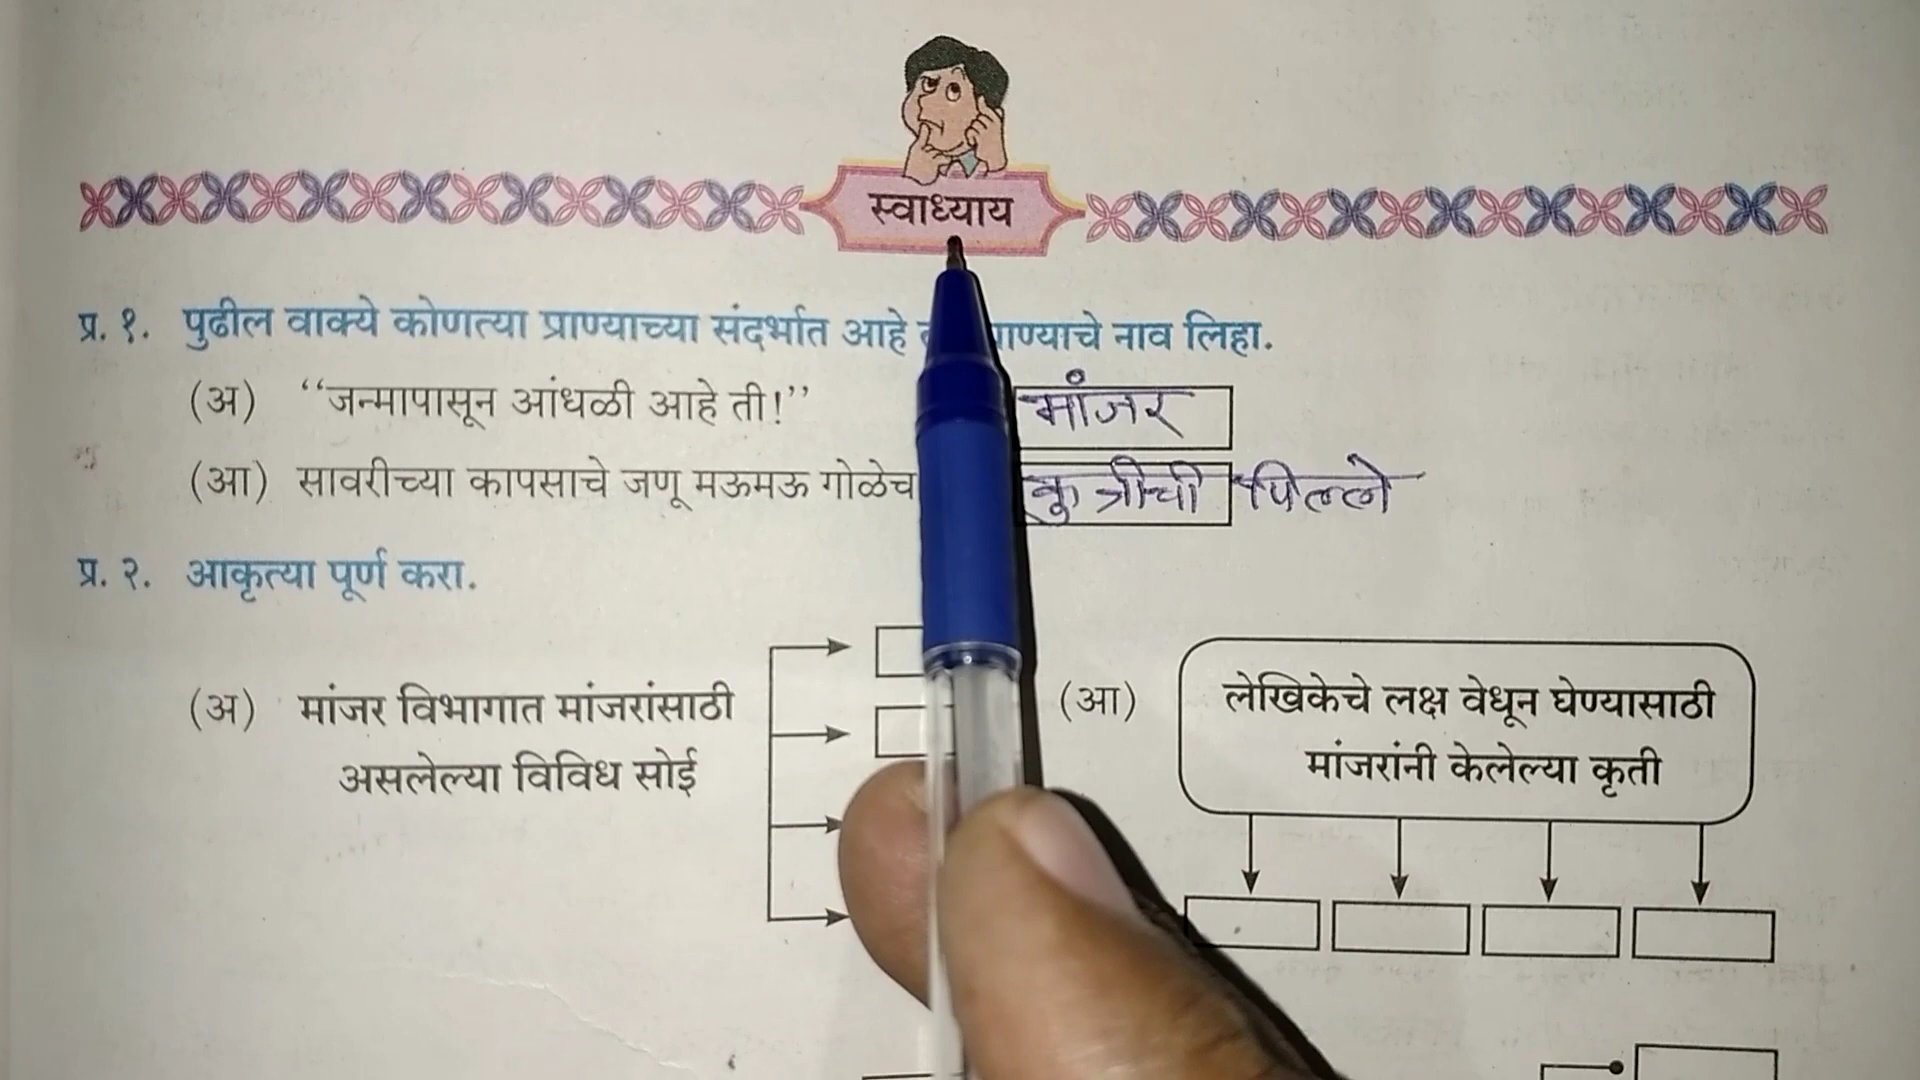 स्वाध्याय
प्र. १. पुढील वाक्ये कोणत्या प्राण्याच्या संदर्भात आहे नाव लिहा.
(अ) “जन्मापासून आंधळी आहे ती!” मांजर
(आ) सावरीच्या कापसाचे जणू मऊमऊ गोळेच कुत्रीची पिल्ले
प्र. २. आकृत्या पूर्ण करा.
(अ) मांजर विभागात मांजरांसाठी
असलेल्या विविध सोई
(आ) लेखिकेचे लक्ष वेधून घेण्यासाठी
मांजरांनी केलेल्या कृती